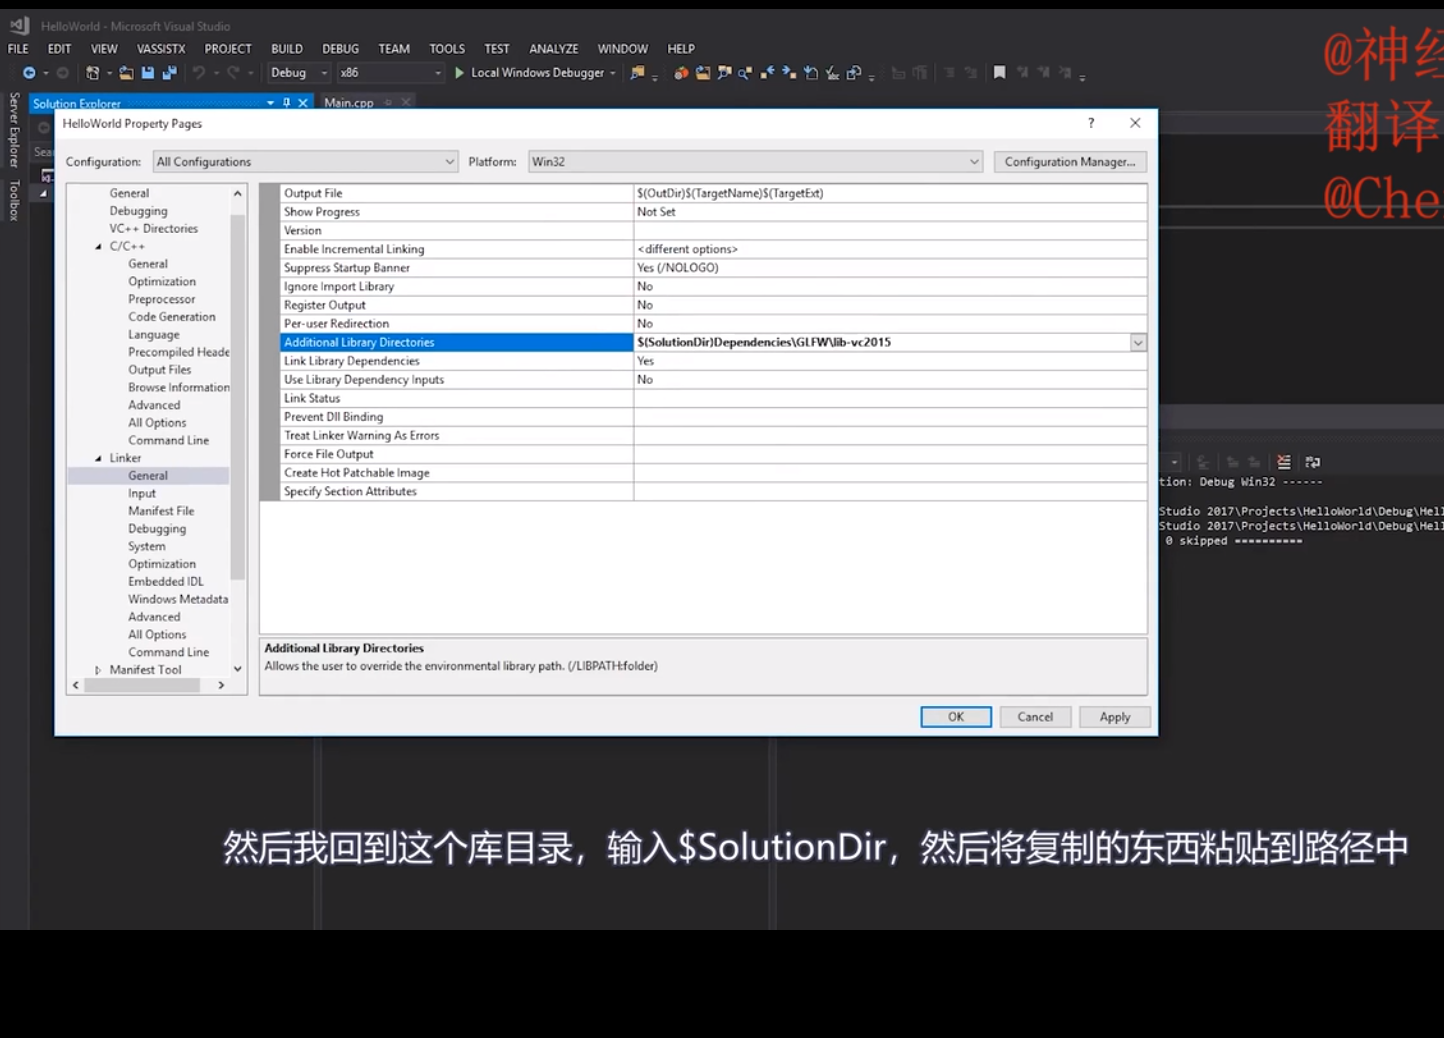 HelloWorld - Microsoft Visual Studio
FILE EDIT VIEW VASSISTX PROJECT BUILD DEBUG TEAM TOOLS TEST ANALYZE WINDOW HELP
Debug x86 Local Windows Debugger
@神经
翻译
@Che
Server Explorer
Toolbox
Solution Explorer Main.cpp
Sea
HelloWorld Property Pages ?
Configuration: All Configurations Platform: Win32 Configuration Manager...
General
Debugging
VC++ Directories
C/C++
General
Optimization
Preprocessor
Code Generation
Language
Precompiled Heade
Output Files
Browse Information
Advanced
All Options
Command Line
Linker
General
Input
Manifest File
Debugging
System
Optimization
Embedded IDL
Windows Metadata
Advanced
All Options
Command Line
Manifest Tool
Output File $(OutDir)$(TargetName)$(TargetExt)
Show Progress Not Set
Version
Enable Incremental Linking <different options>
Suppress Startup Banner Yes (/NOLOGO)
Ignore Import Library No
Register Output No
Per-user Redirection No
Additional Library Directories $(SolutionDir)Dependencies\GLFW\lib-vc2015
Link Library Dependencies Yes
Use Library Dependency Inputs No
Link Status
Prevent Dll Binding
Treat Linker Warning As Errors
Force File Output
Create Hot Patchable Image
Specify Section Attributes
Additional Library Directories
Allows the user to override the environmental library path. (/LIBPATH:folder)
OK Cancel Apply
tion: Debug Win32 ------
Studio 2017\Projects\HelloWorld\Debug\Hell
Studio 2017\Projects\HelloWorld\Debug\Hell
0 skipped ==========
然后我回到这个库目录，输入$SolutionDir，然后将复制的东西粘贴到路径中